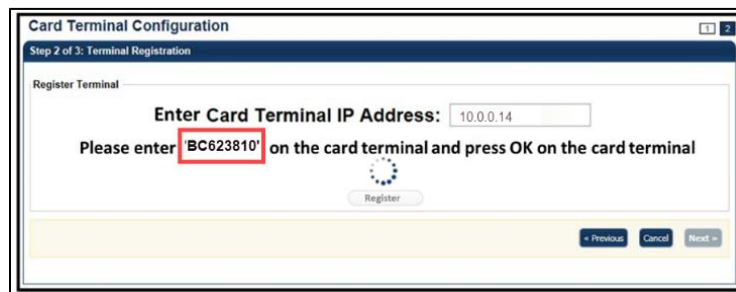 Card Terminal Configuration
1 2
Step 2 of 3: Terminal Registration
Register Terminal
Enter Card Terminal IP Address: 10.0.0.14
Please enter 'BC623810' on the card terminal and press OK on the card terminal
Register
« Previous Cancel Next »